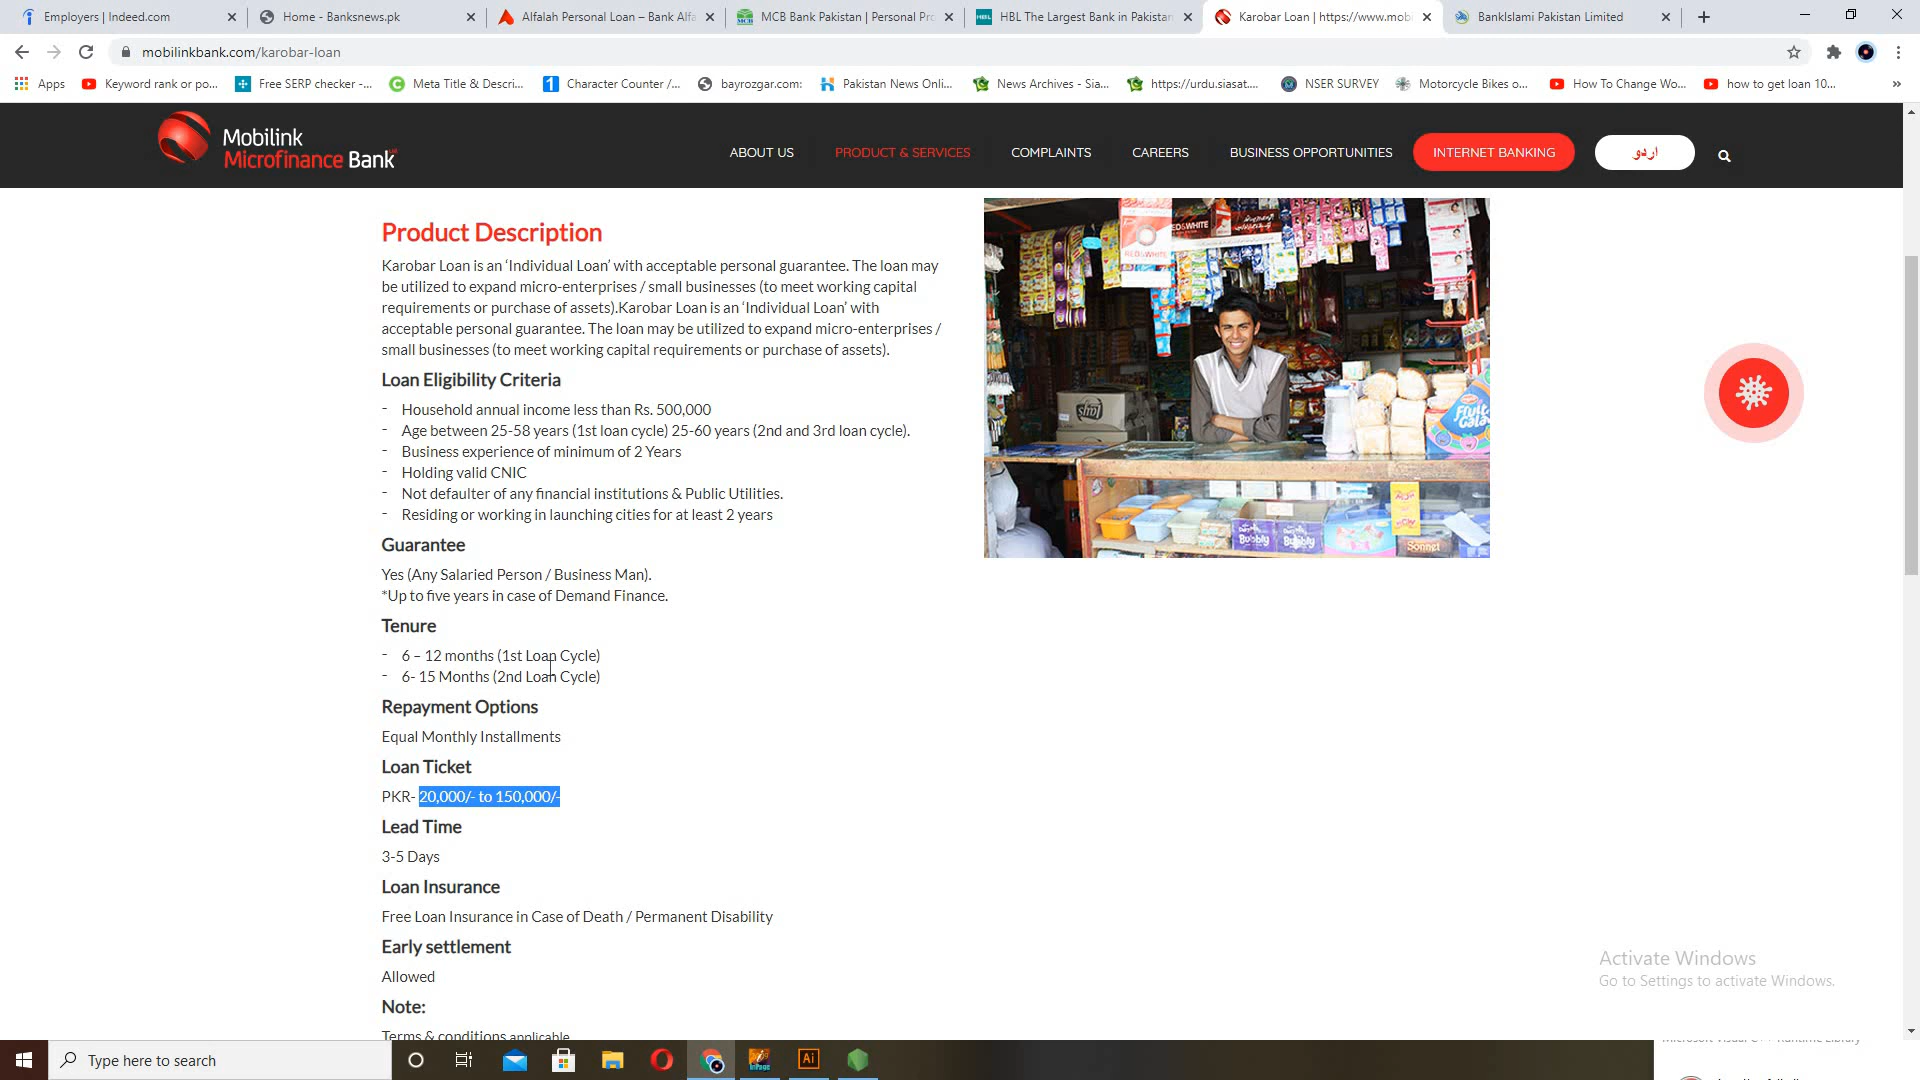 Employers | Indeed.com
Home - Banksnews.pk
Alfalah Personal Loan – Bank Alfa
MCB Bank Pakistan | Personal Pro
HBL The Largest Bank in Pakistan
Karobar Loan | https://www.mobi
BankIslami Pakistan Limited
mobilinkbank.com/karobar-loan
Apps
Keyword rank or po...
Free SERP checker -...
Meta Title & Descri...
Character Counter /...
bayrozgar.com:
Pakistan News Onli...
News Archives - Sia...
https://urdu.siasat....
NSER SURVEY
Motorcycle Bikes o...
How To Change Wo...
how to get loan 10...
»
Mobilink
Microfinance Bank
ABOUT US
PRODUCT & SERVICES
COMPLAINTS
CAREERS
BUSINESS OPPORTUNITIES
INTERNET BANKING
اردو
Product Description
Karobar Loan is an ‘Individual Loan’ with acceptable personal guarantee. The loan may
be utilized to expand micro-enterprises / small businesses (to meet working capital
requirements or purchase of assets).Karobar Loan is an ‘Individual Loan’ with
acceptable personal guarantee. The loan may be utilized to expand micro-enterprises /
small businesses (to meet working capital requirements or purchase of assets).
Loan Eligibility Criteria
- Household annual income less than Rs. 500,000
- Age between 25-58 years (1st loan cycle) 25-60 years (2nd and 3rd loan cycle).
- Business experience of minimum of 2 Years
- Holding valid CNIC
- Not defaulter of any financial institutions & Public Utilities.
- Residing or working in launching cities for at least 2 years
Guarantee
Yes (Any Salaried Person / Business Man).
*Up to five years in case of Demand Finance.
Tenure
- 6 – 12 months (1st Loan Cycle)
- 6- 15 Months (2nd Loan Cycle)
Repayment Options
Equal Monthly Installments
Loan Ticket
PKR- 20,000/- to 150,000/-
Lead Time
3-5 Days
Loan Insurance
Free Loan Insurance in Case of Death / Permanent Disability
Early settlement
Allowed
Note:
Terms & conditions applicable
RED&WHITE
Bubbly
Bubbly
Sonnet
Activate Windows
Go to Settings to activate Windows.
Microsoft Visual C++ Runtime Library
Type here to search
InPage
Ai